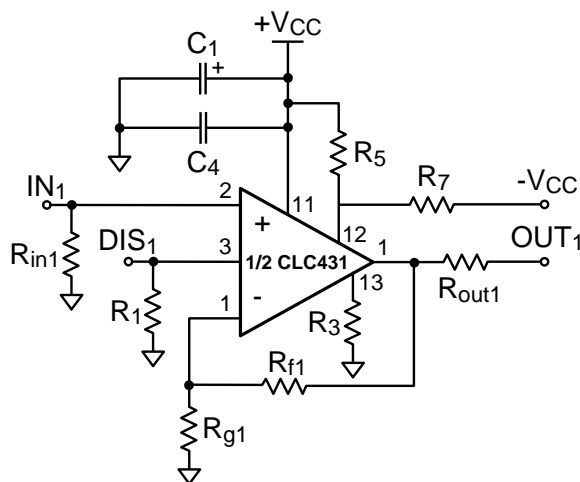 +VCC
C1
+
C4
R5
R7
-VCC
IN1
2
11
+
12
OUT1
Rin1
DIS1
3
1/2 CLC431
1
R1
1
-
13
Rout1
R3
Rf1
Rg1